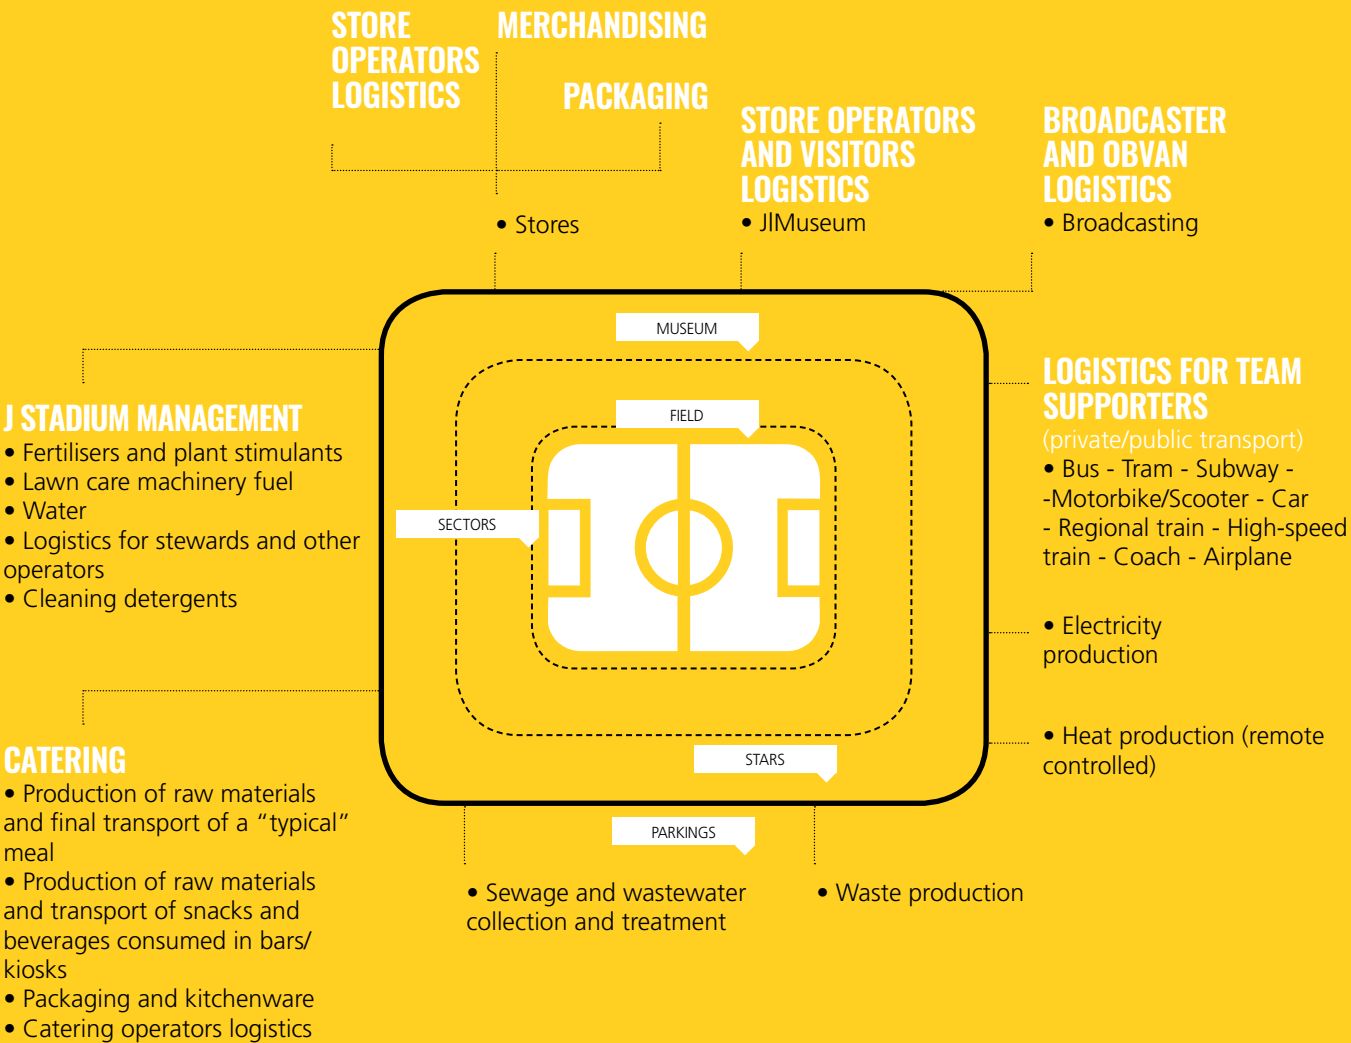 STORE
OPERATORS
LOGISTICS
MERCHANDISING
PACKAGING
• Stores
STORE OPERATORS
AND VISITORS
LOGISTICS
• J|Museum
BROADCASTER
AND OBVAN
LOGISTICS
• Broadcasting
MUSEUM
FIELD
SECTORS
STARS
PARKINGS
J STADIUM MANAGEMENT
• Fertilisers and plant stimulants
• Lawn care machinery fuel
• Water
• Logistics for stewards and other
operators
• Cleaning detergents
LOGISTICS FOR TEAM
SUPPORTERS
(private/public transport)
• Bus - Tram - Subway -
-Motorbike/Scooter - Car
- Regional train - High-speed
train - Coach - Airplane
• Electricity
production
• Heat production (remote
controlled)
CATERING
• Production of raw materials
and final transport of a “typical”
meal
• Production of raw materials
and transport of snacks and
beverages consumed in bars/
kiosks
• Packaging and kitchenware
• Catering operators logistics
• Sewage and wastewater
collection and treatment
• Waste production